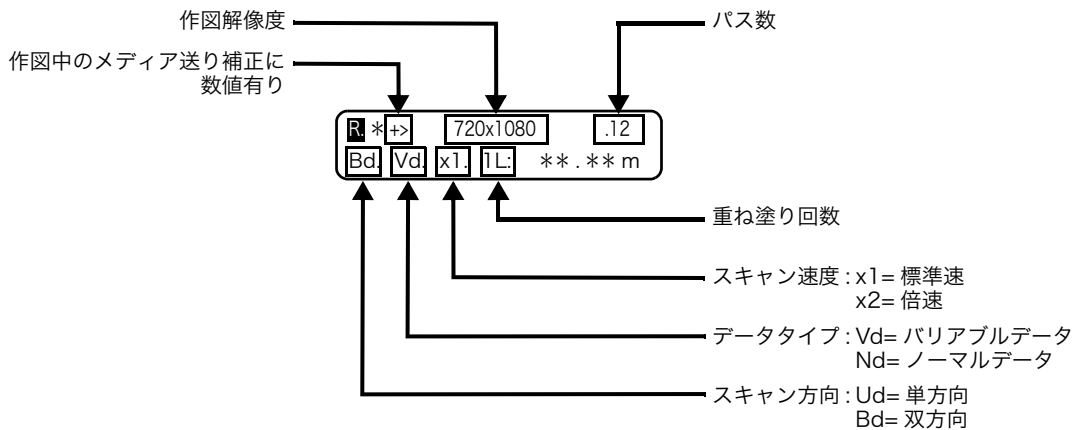 作図解像度
パス数
作図中のメディア送り補正に
数値有り
R. *+> 720x1080 .12
Bd. Vd. x1. 1L: **.**m
重ね塗り回数
スキャン速度 : x1= 標準速
x2= 倍速
データタイプ : Vd= バリアブルデータ
Nd= ノーマルデータ
スキャン方向 : Ud= 単方向
Bd= 双方向